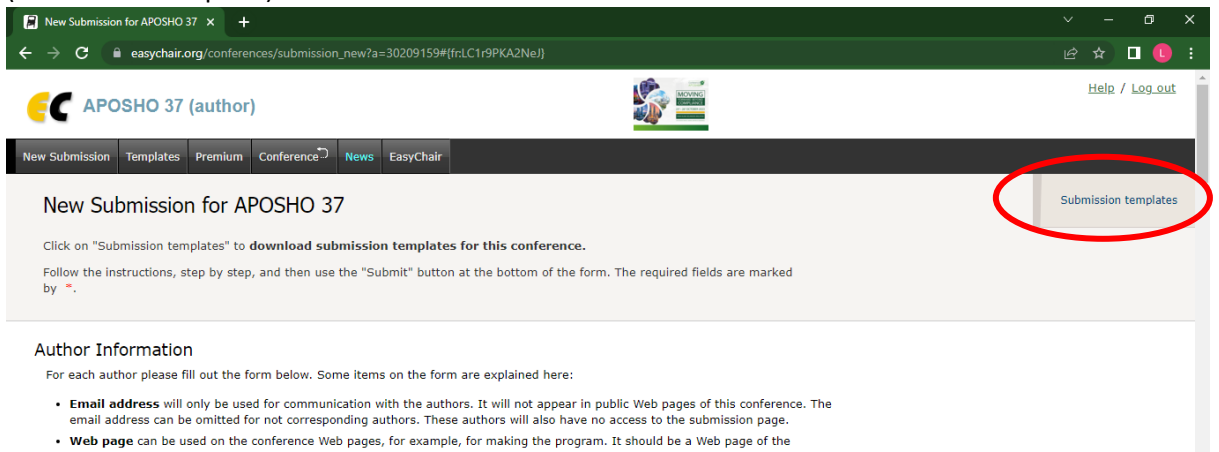 New Submission for APOSHO 37
easychair.org/conferences/submission_new?a=30209159#{fr:LC1r9PKA2NeJ}
L
APOSHO 37 (author)
MOVING
Help / Log out
New Submission Templates Premium Conference News EasyChair
New Submission for APOSHO 37
Submission templates
Click on "Submission templates" to download submission templates for this conference.
Follow the instructions, step by step, and then use the "Submit" button at the bottom of the form. The required fields are marked
by *.
Author Information
For each author please fill out the form below. Some items on the form are explained here:
• Email address will only be used for communication with the authors. It will not appear in public Web pages of this conference. The
email address can be omitted for not corresponding authors. These authors will also have no access to the submission page.
• Web page can be used on the conference Web pages, for example, for making the program. It should be a Web page of the